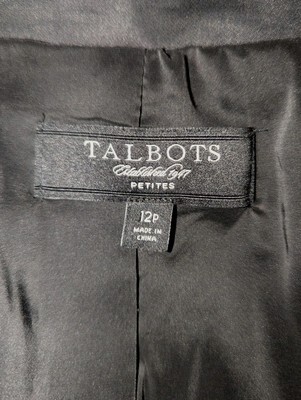 TALBOTS
Established 1947
PETITES
12P
MADE IN
CHINA